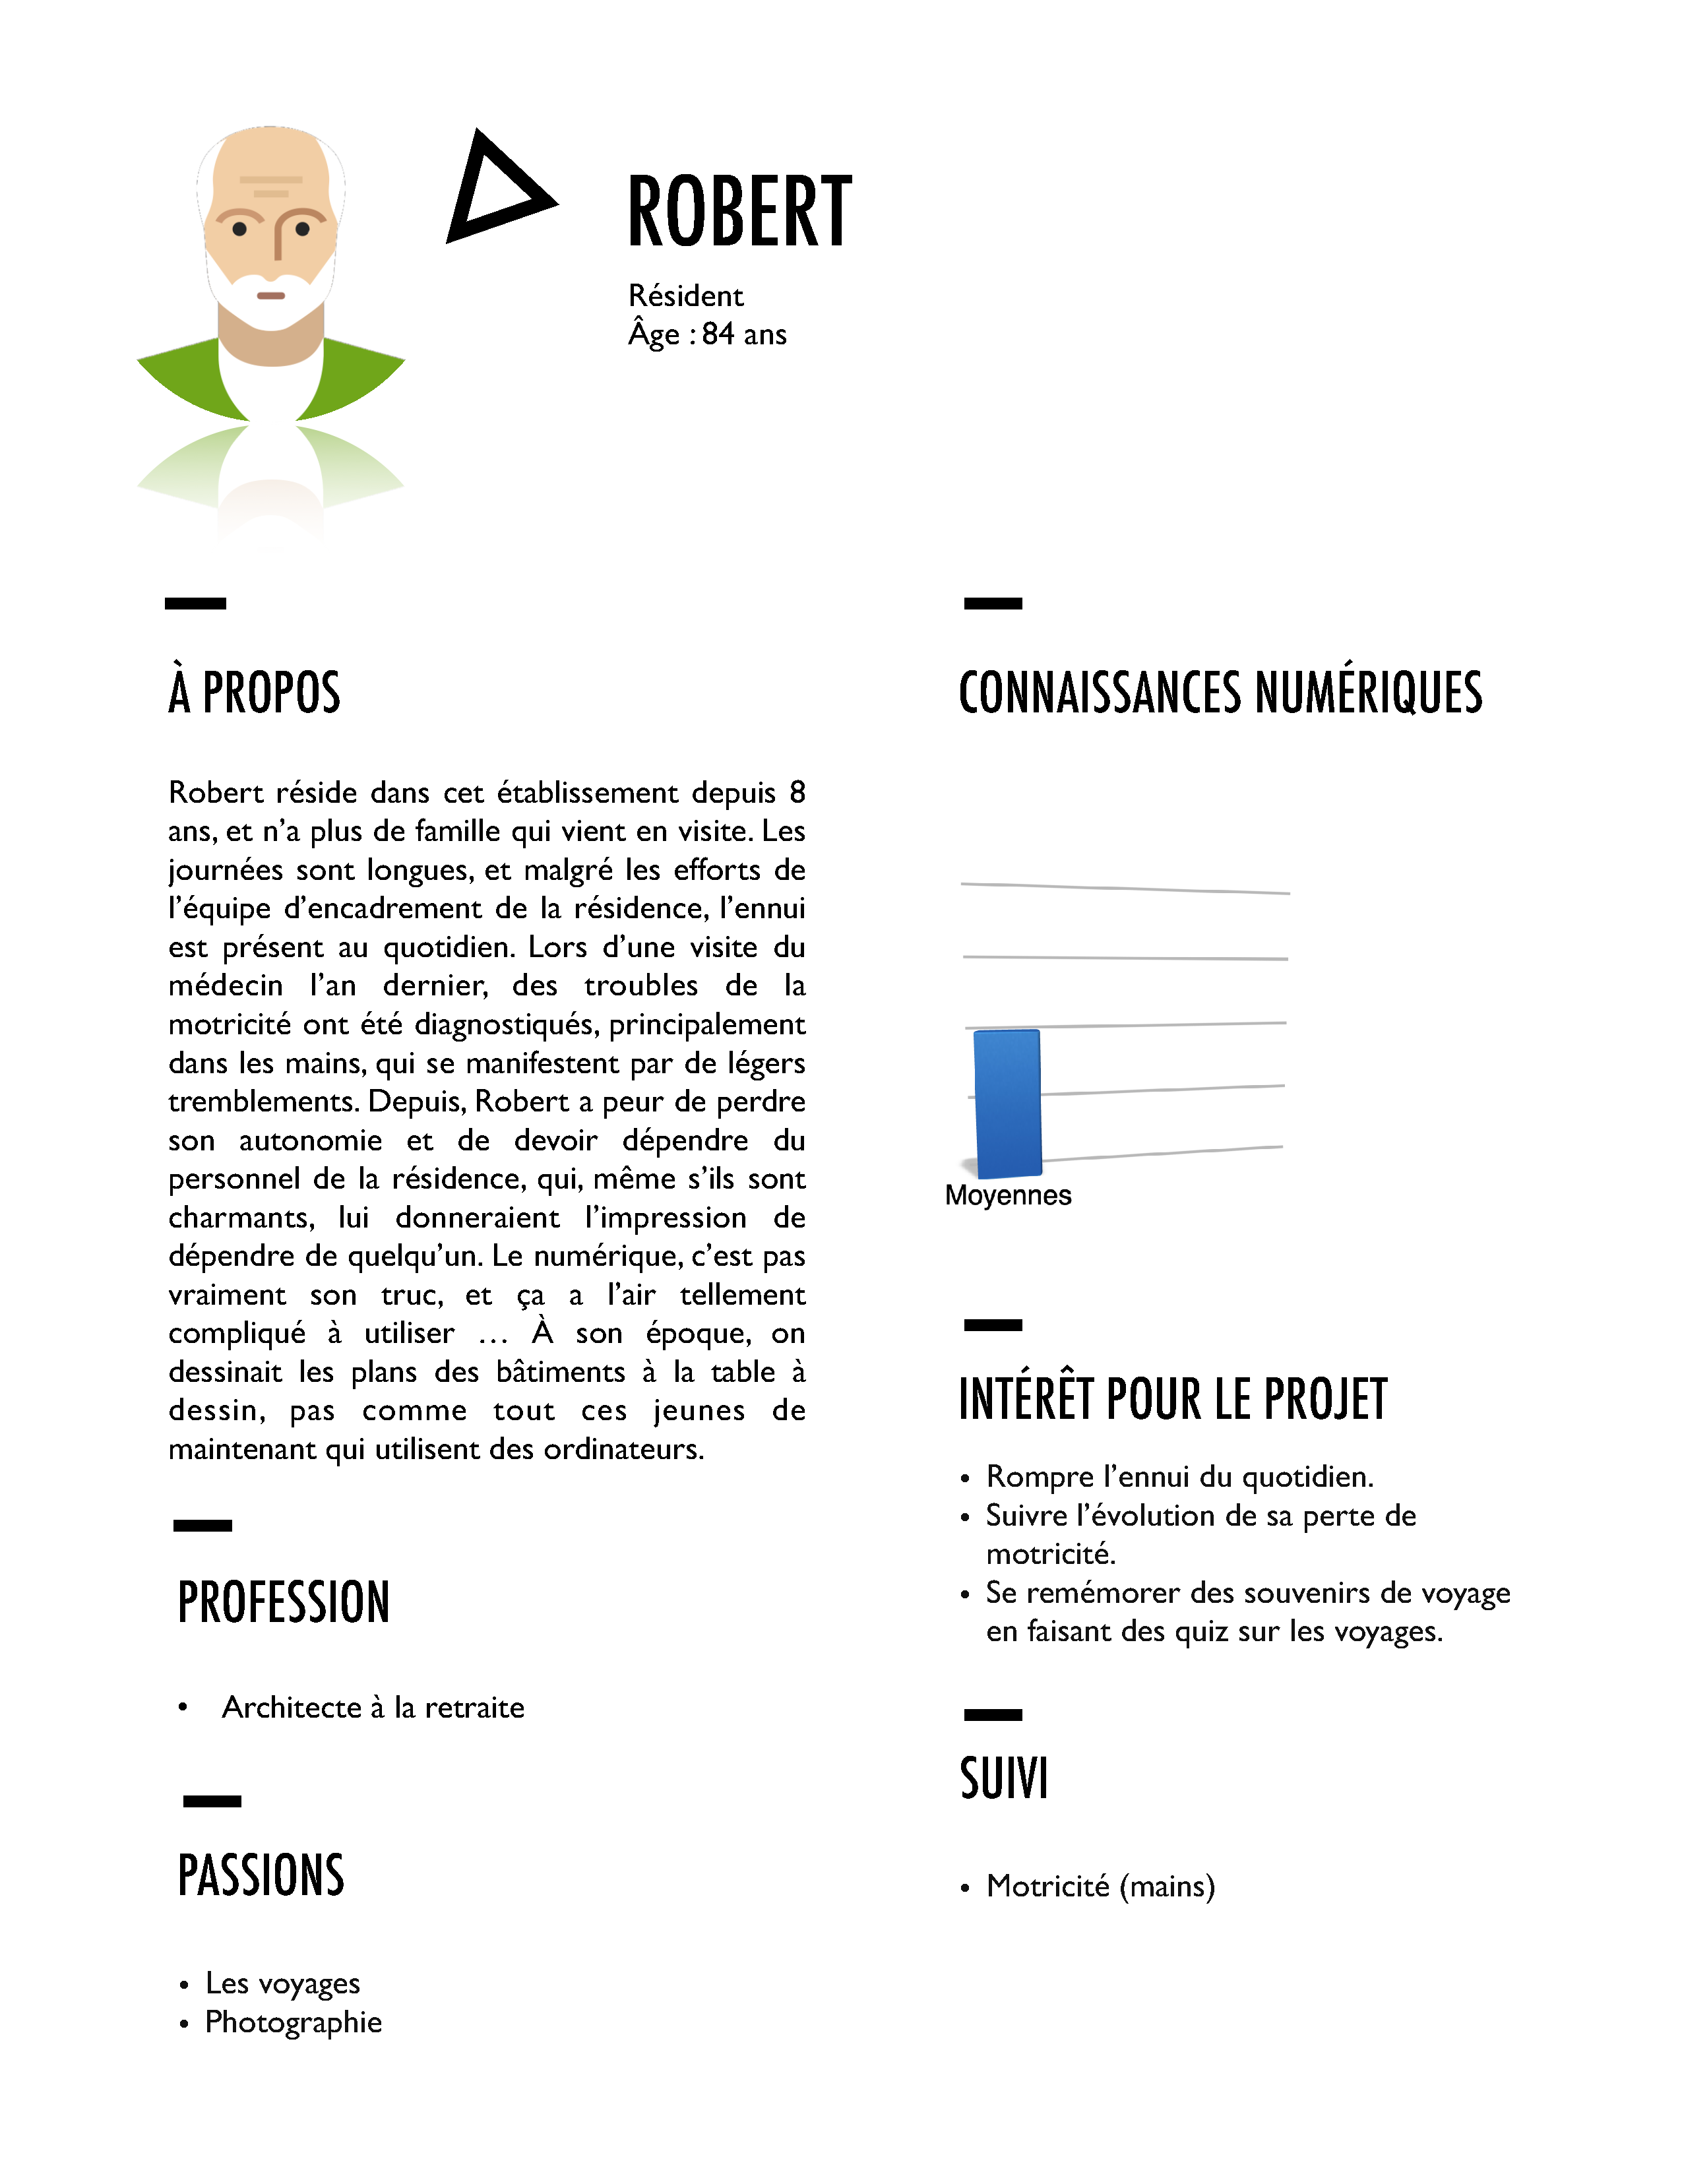 ROBERT
Résident
Âge : 84 ans
À PROPOS
Robert réside dans cet établissement depuis 8
ans, et n’a plus de famille qui vient en visite. Les
journées sont longues, et malgré les efforts de
l’équipe d’encadrement de la résidence, l’ennui
est présent au quotidien. Lors d’une visite du
médecin l’an dernier, des troubles de la
motricité ont été diagnostiqués, principalement
dans les mains, qui se manifestent par de légers
tremblements. Depuis, Robert a peur de perdre
son autonomie et de devoir dépendre du
personnel de la résidence, qui, même s’ils sont
charmants, lui donneraient l’impression de
dépendre de quelqu’un. Le numérique, c’est pas
vraiment son truc, et ça a l’air tellement
compliqué à utiliser … À son époque, on
dessinait les plans des bâtiments à la table à
dessin, pas comme tout ces jeunes de
maintenant qui utilisent des ordinateurs.
PROFESSION
• Architecte à la retraite
PASSIONS
• Les voyages
• Photographie
CONNAISSANCES NUMÉRIQUES
Moyennes
INTÉRÊT POUR LE PROJET
• Rompre l’ennui du quotidien.
• Suivre l’évolution de sa perte de
motricité.
• Se remémorer des souvenirs de voyage
en faisant des quiz sur les voyages.
SUIVI
• Motricité (mains)